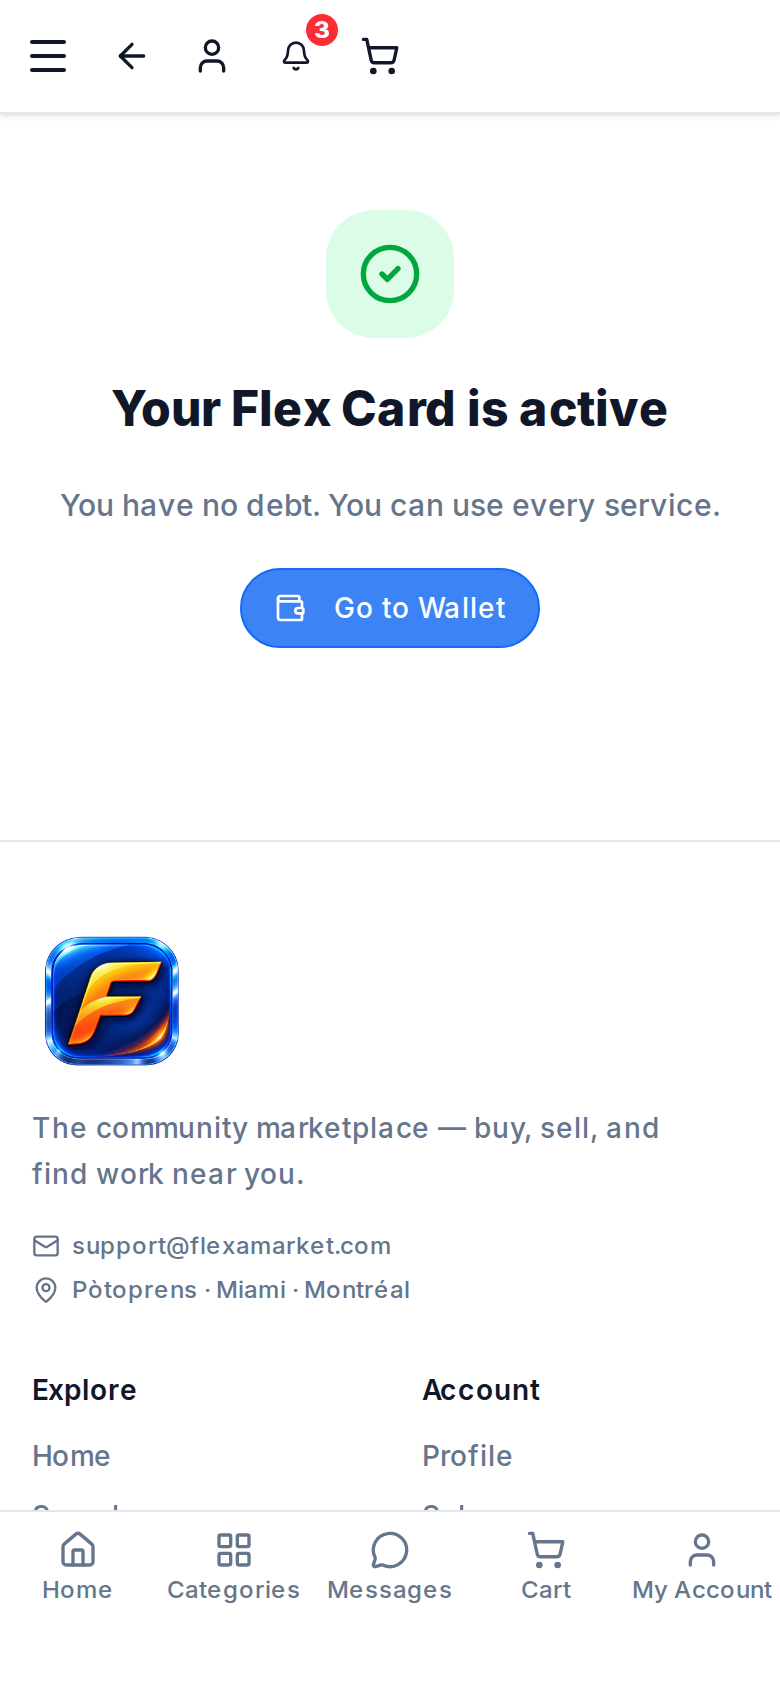 3
Your Flex Card is active
You have no debt. You can use every service.
Go to Wallet
F
The community marketplace — buy, sell, and
find work near you.
support@flexamarket.com
Pòtoprens · Miami · Montréal
Explore
Account
Home
Profile
Home
Categories
Messages
Cart
My Account